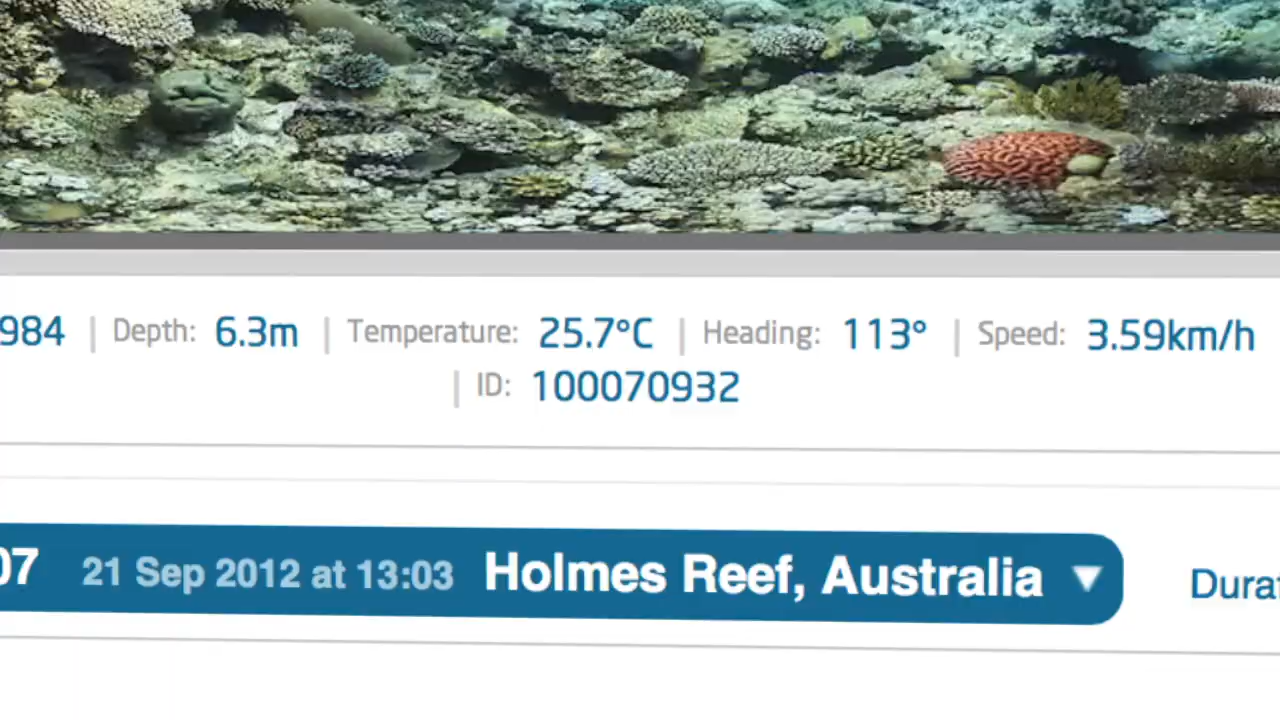 984 | Depth: 6.3m | Temperature: 25.7°C | Heading: 113° | Speed: 3.59km/h
| ID: 100070932
07 21 Sep 2012 at 13:03 Holmes Reef, Australia ▼